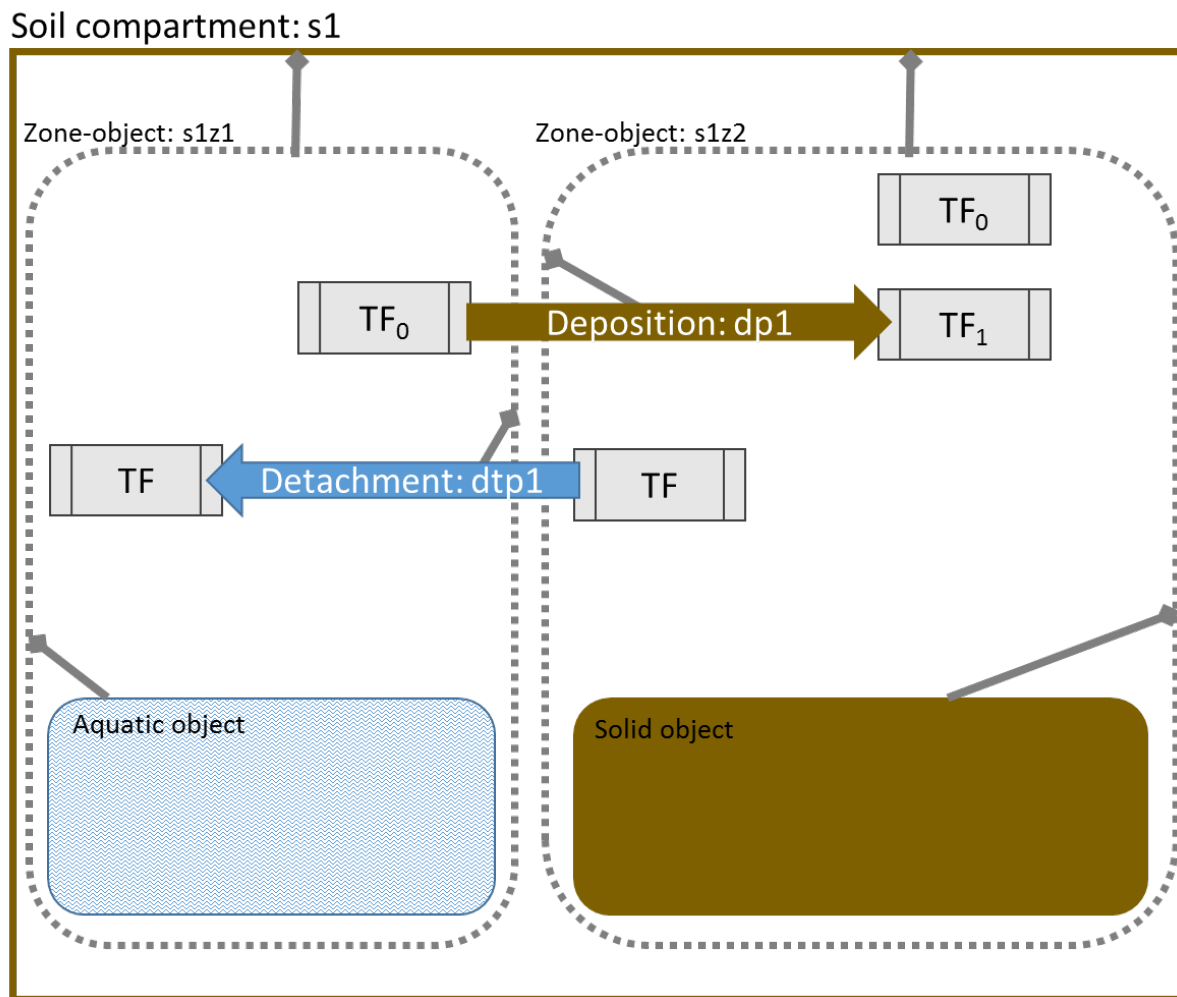 Soil compartment: s1
Zone-object: s1z1
Zone-object: s1z2
TF₀
TF₀
Deposition: dp1
TF₁
TF
Detachment: dtp1
TF
Aquatic object
Solid object